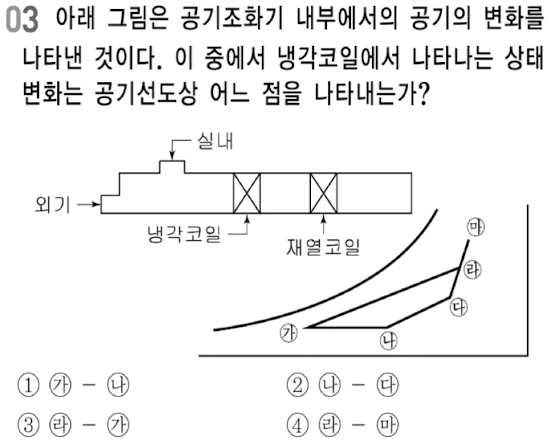 03 아래 그림은 공기조화기 내부에서의 공기의 변화를
나타낸 것이다. 이 중에서 냉각코일에서 나타나는 상태
변화는 공기선도상 어느 점을 나타내는가?
실내
외기
냉각코일
재열코일
㉮
㉱
㉰
㉮
㉯
① ㉮ - ㉯
② ㉯ - ㉰
③ ㉱ - ㉮
④ ㉱ - ㉲